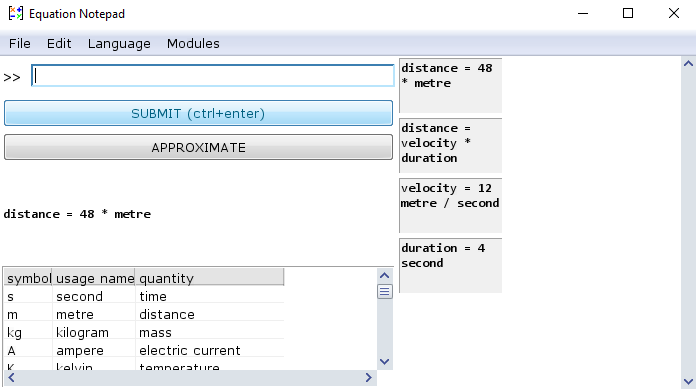 Equation Notepad
File Edit Language Modules
>>
SUBMIT (ctrl+enter)
APPROXIMATE
distance = 48 * metre
symbol usage name quantity
s second time
m metre distance
kg kilogram mass
A ampere electric current
K kelvin temperature
distance = 48
* metre
distance =
velocity *
duration
velocity = 12
metre / second
duration = 4
second